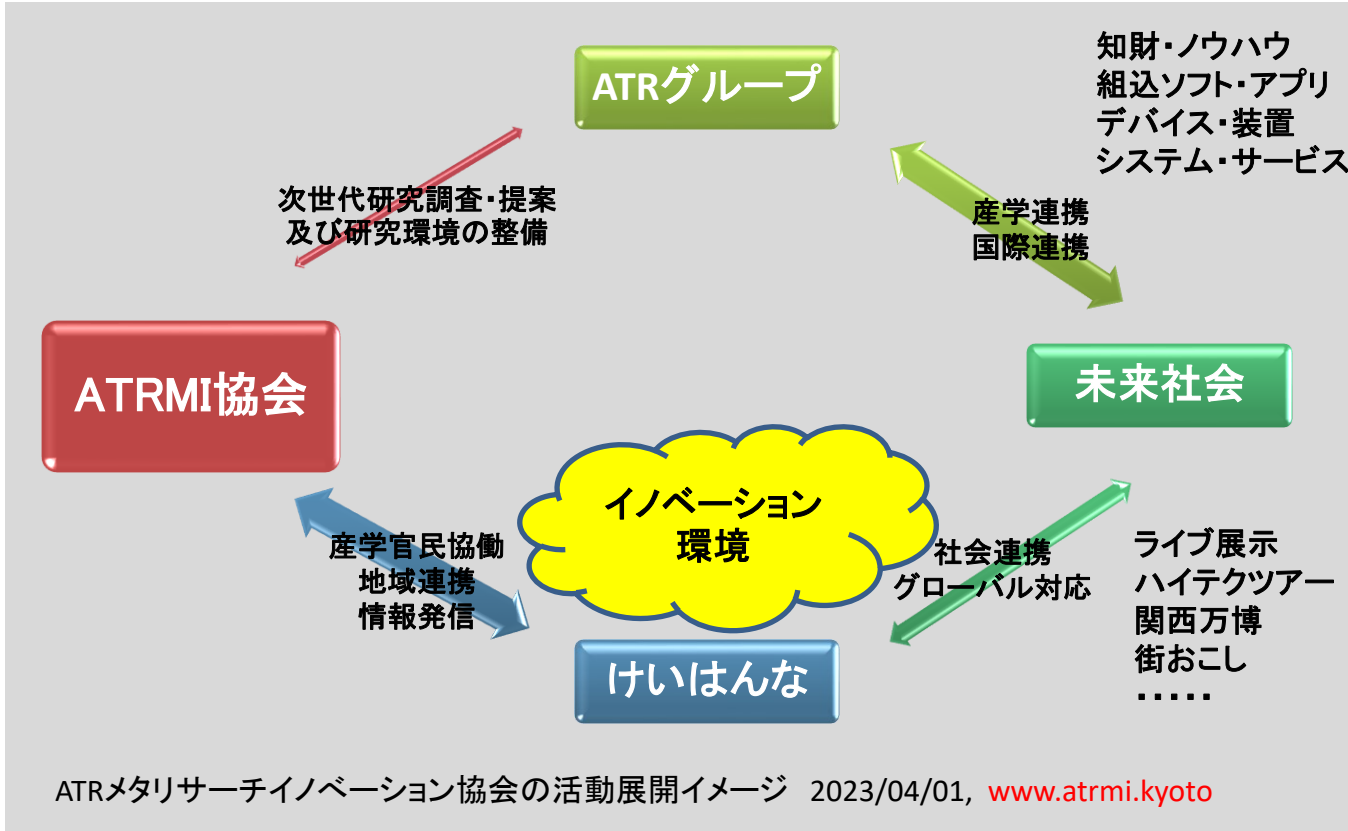 ATRグループ
知財・ノウハウ
組込ソフト・アプリ
デバイス・装置
システム・サービス
次世代研究調査・提案
及び研究環境の整備
産学連携
国際連携
ATRMI協会
未来社会
イノベーション
環境
産学官民協働
地域連携
情報発信
社会連携
グローバル対応
ライブ展示
ハイテクツアー
関西万博
街おこし
・・・・・
けいはんな
ATRメタリサーチイノベーション協会の活動展開イメージ 2023/04/01, www.atrmi.kyoto